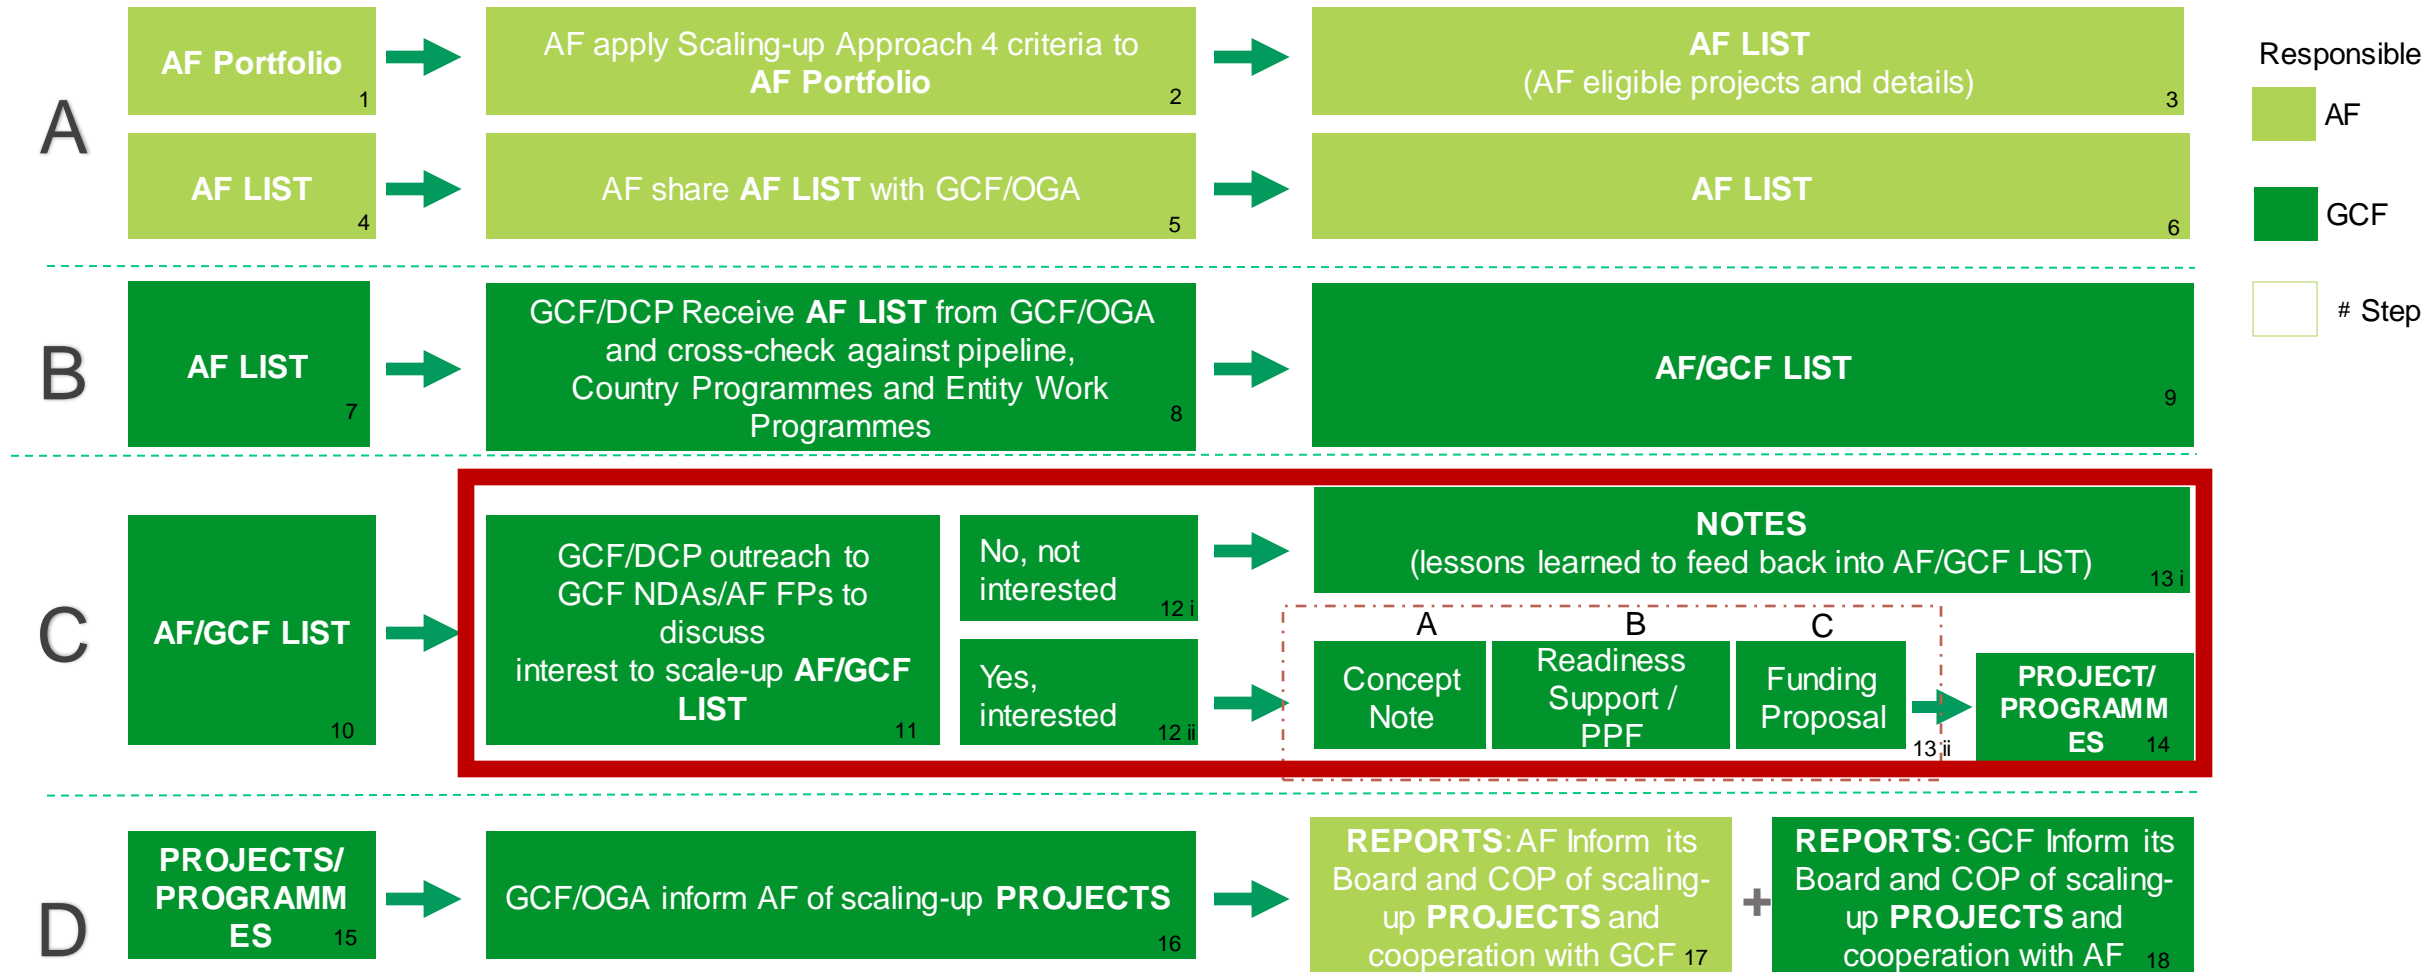 A
AF Portfolio
1
AF apply Scaling-up Approach 4 criteria to
AF Portfolio
2
AF LIST
(AF eligible projects and details)
3
AF LIST
4
AF share AF LIST with GCF/OGA
5
AF LIST
6
Responsible
AF
GCF
# Step
B
AF LIST
7
GCF/DCP Receive AF LIST from GCF/OGA
and cross-check against pipeline,
Country Programmes and Entity Work
Programmes
8
AF/GCF LIST
9
C
AF/GCF LIST
10
GCF/DCP outreach to
GCF NDAs/AF FPs to
discuss
interest to scale-up AF/GCF
LIST
11
No, not
interested
12 i
Yes,
interested
12 ii
NOTES
(lessons learned to feed back into AF/GCF LIST)
13 i
A
Concept
Note
B
Readiness
Support /
PPF
C
Funding
Proposal
13 ii
PROJECT/
PROGRAMM
ES
14
D
PROJECTS/
PROGRAMM
ES
15
GCF/OGA inform AF of scaling-up PROJECTS
16
REPORTS: AF Inform its
Board and COP of scaling-
up PROJECTS and
cooperation with GCF
17
+
REPORTS: GCF Inform its
Board and COP of scaling-
up PROJECTS and
cooperation with AF
18